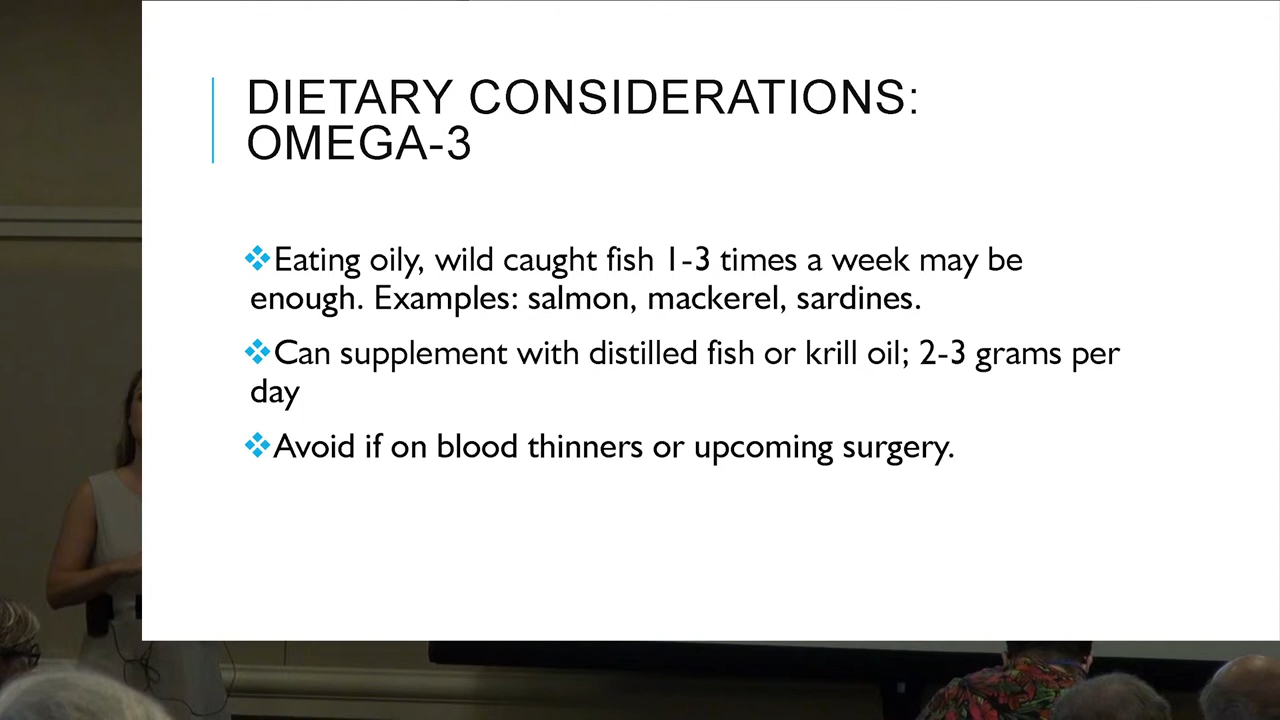 DIETARY CONSIDERATIONS:
OMEGA-3
❖Eating oily, wild caught fish 1-3 times a week may be
enough. Examples: salmon, mackerel, sardines.
❖Can supplement with distilled fish or krill oil; 2-3 grams per
day
❖Avoid if on blood thinners or upcoming surgery.